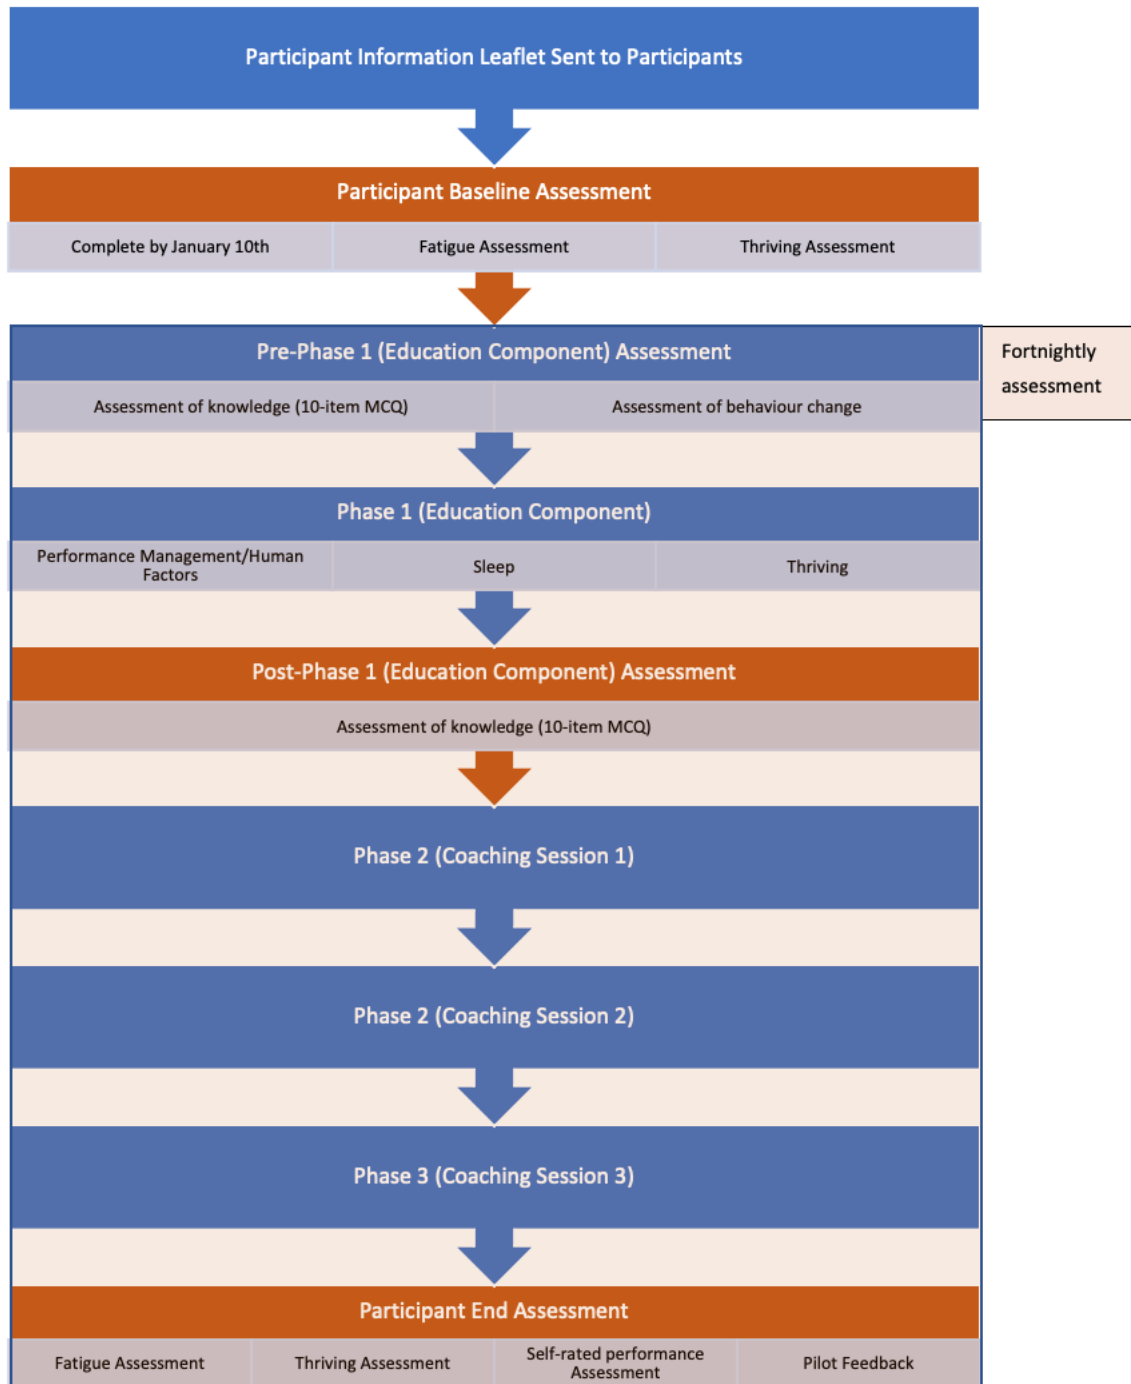 Participant Information Leaflet Sent to Participants
Participant Baseline Assessment
Complete by January 10th
Fatigue Assessment
Thriving Assessment
Pre-Phase 1 (Education Component) Assessment
Fortnightly
assessment
Assessment of knowledge (10-item MCQ)
Assessment of behaviour change
Phase 1 (Education Component)
Performance Management/Human
Factors
Sleep
Thriving
Post-Phase 1 (Education Component) Assessment
Assessment of knowledge (10-item MCQ)
Phase 2 (Coaching Session 1)
Phase 2 (Coaching Session 2)
Phase 3 (Coaching Session 3)
Participant End Assessment
Fatigue Assessment
Thriving Assessment
Self-rated performance
Assessment
Pilot Feedback